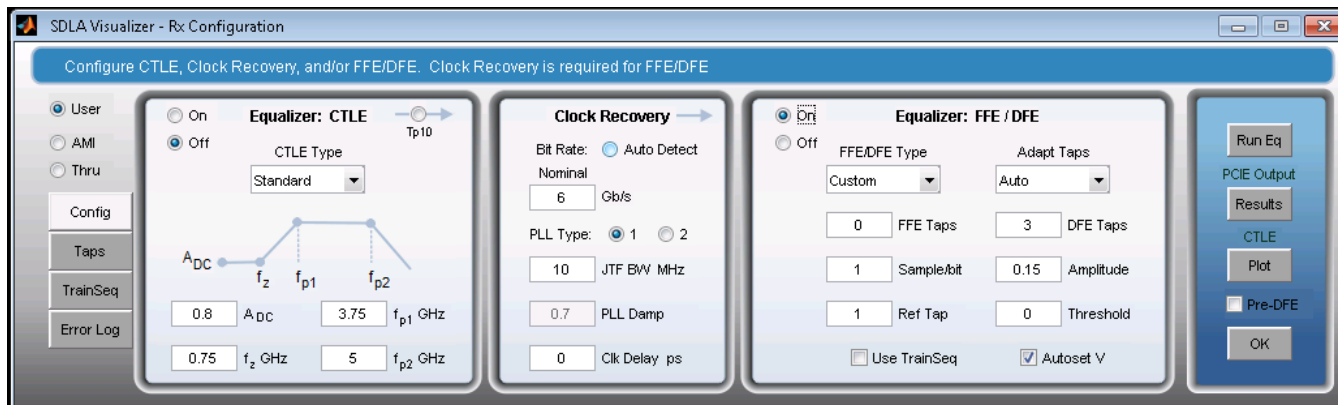 SDLA Visualizer - Rx Configuration
Configure CTLE, Clock Recovery, and/or FFE/DFE. Clock Recovery is required for FFE/DFE
User
AMI
Thru
Config
Taps
TrainSeq
Error Log
On
Off
Equalizer: CTLE
Tp10
CTLE Type
Standard
ADC
fz
fp1
fp2
0.8 ADC 3.75 fp1 GHz
0.75 fz GHz 5 fp2 GHz
Clock Recovery
Bit Rate: Auto Detect
Nominal
6 Gb/s
PLL Type: 1 2
10 JTF BW MHz
0.7 PLL Damp
0 Clk Delay ps
On
Off
Equalizer: FFE / DFE
FFE/DFE Type Adapt Taps
Custom Auto
0 FFE Taps 3 DFE Taps
1 Sample/bit 0.15 Amplitude
1 Ref Tap 0 Threshold
Use TrainSeq Autoset V
Run Eq
PCIE Output
Results
CTLE
Plot
Pre-DFE
OK